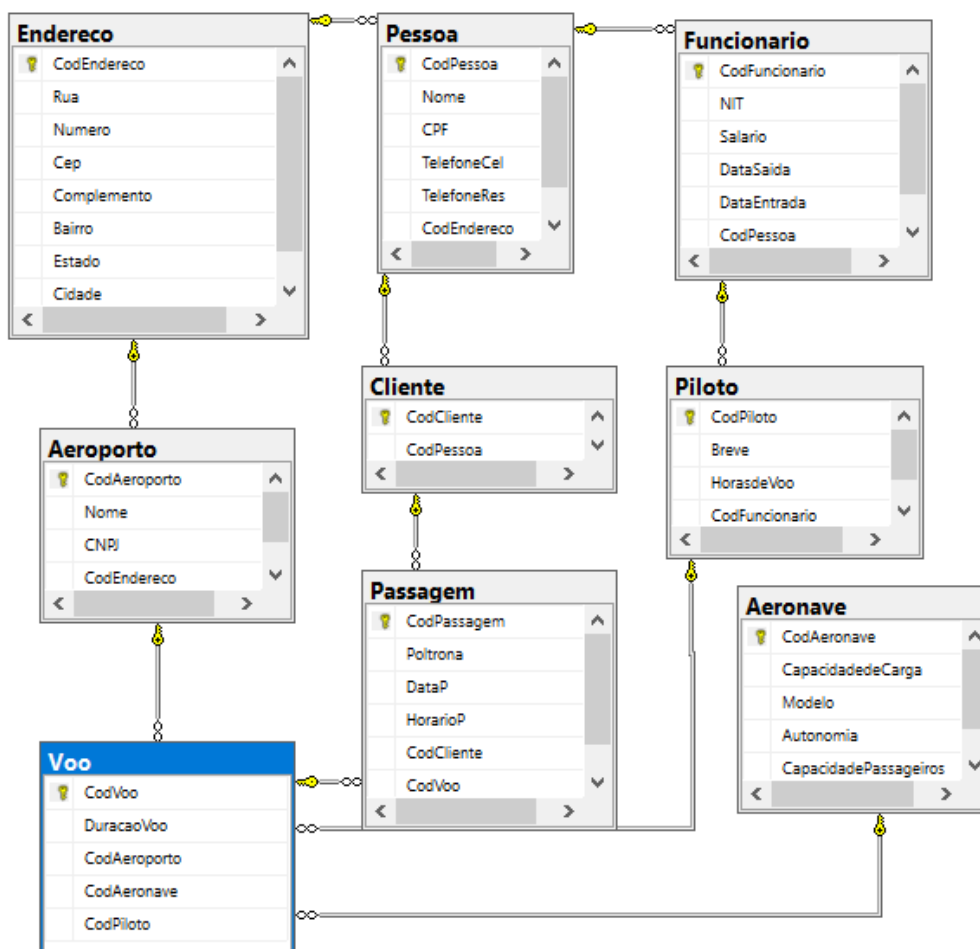 Endereco
CodEndereco
Rua
Numero
Cep
Complemento
Bairro
Estado
Cidade
Pessoa
CodPessoa
Nome
CPF
TelefoneCel
TelefoneRes
CodEndereco
Funcionario
CodFuncionario
NIT
Salario
DataSaida
DataEntrada
CodPessoa
Aeroporto
CodAeroporto
Nome
CNPJ
CodEndereco
Cliente
CodCliente
CodPessoa
Piloto
CodPiloto
Breve
HorasdeVoo
CodFuncionario
Passagem
CodPassagem
Poltrona
DataP
HorarioP
CodCliente
CodVoo
Aeronave
CodAeronave
CapacidadedeCarga
Modelo
Autonomia
CapacidadePassageiros
Voo
CodVoo
DuracaoVoo
CodAeroporto
CodAeronave
CodPiloto